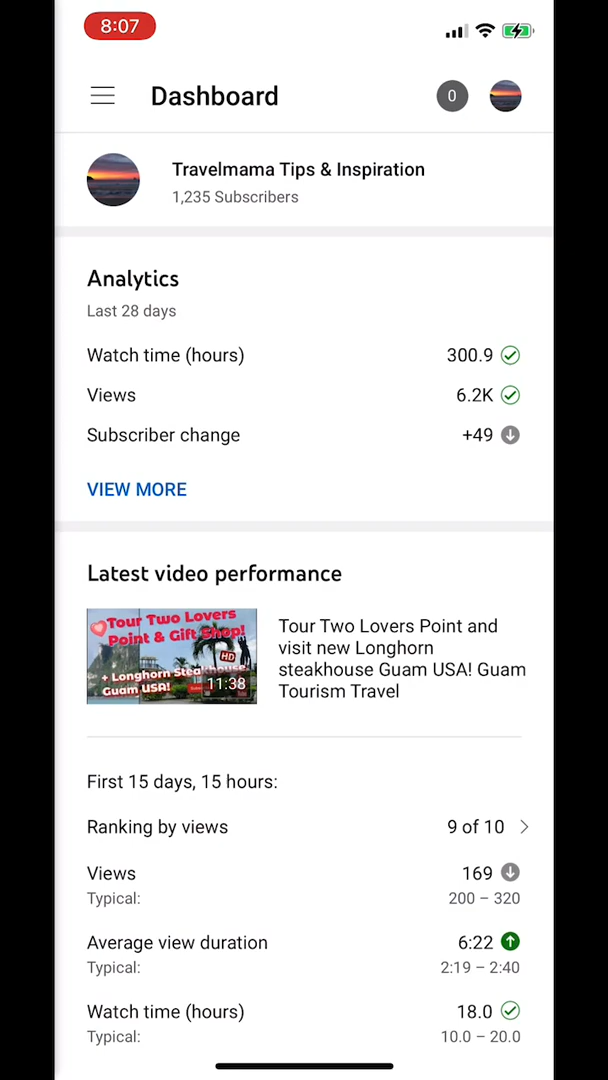 8:07
Dashboard
0
Travelmama Tips & Inspiration
1,235 Subscribers
Analytics
Last 28 days
Watch time (hours) 300.9
Views 6.2K
Subscriber change +49
VIEW MORE
Latest video performance
Tour Two Lovers
Point & Gift Shop!
HD
+ Longhorn Steakhouse
Guam USA!
11:38
Tour Two Lovers Point and
visit new Longhorn
steakhouse Guam USA! Guam
Tourism Travel
First 15 days, 15 hours:
Ranking by views 9 of 10
Views 169
Typical: 200 – 320
Average view duration 6:22
Typical: 2:19 – 2:40
Watch time (hours) 18.0
Typical: 10.0 – 20.0